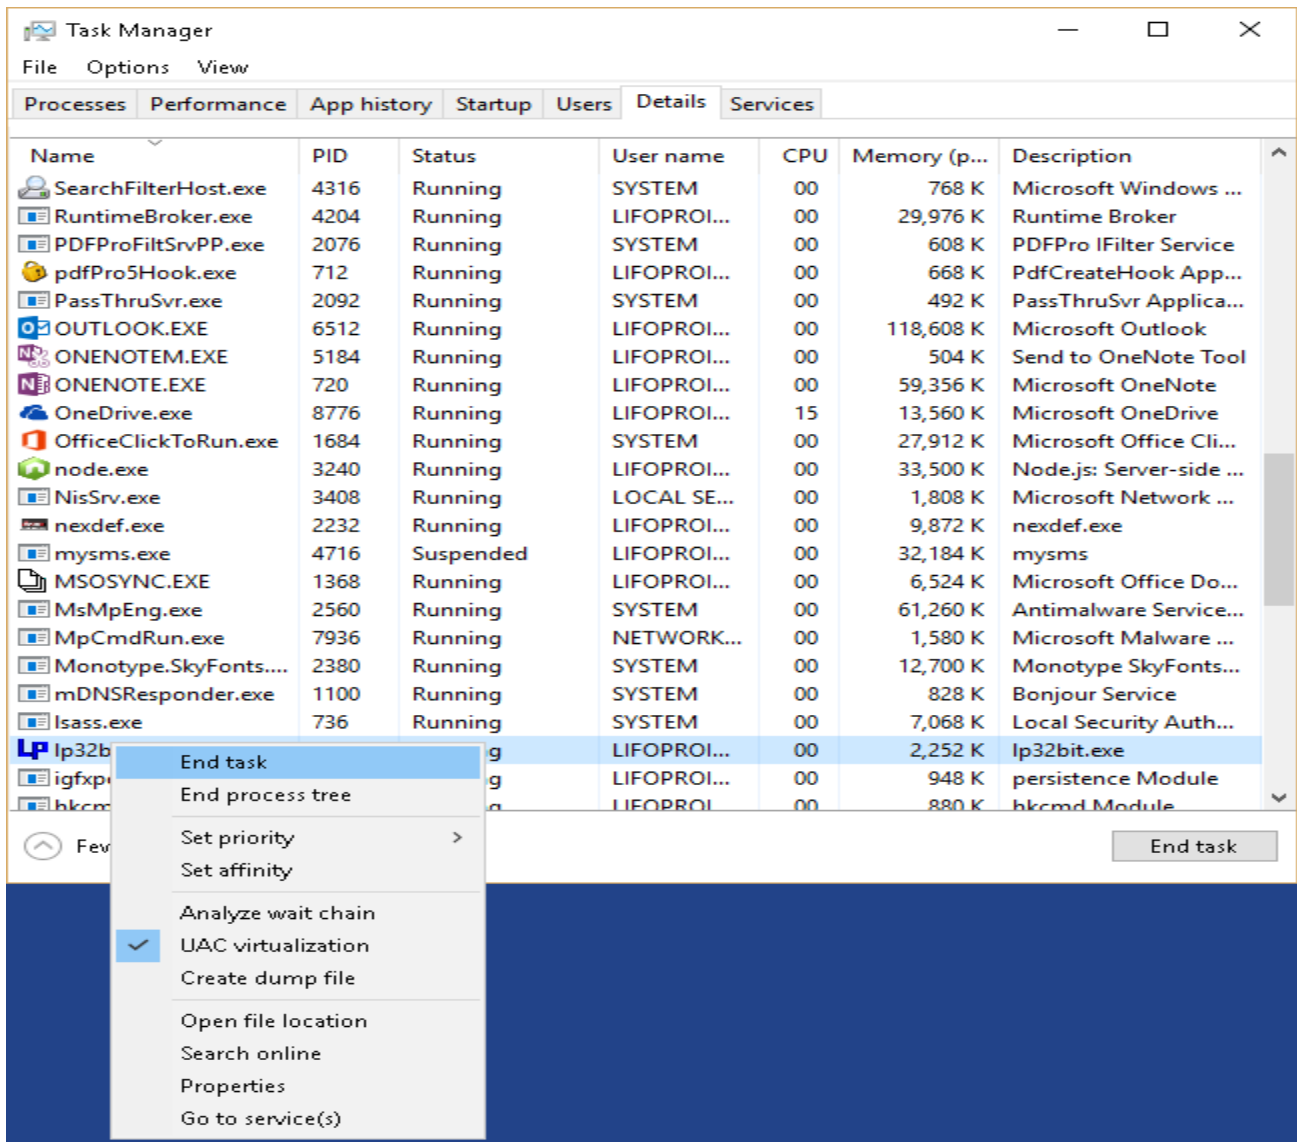 Task Manager
File Options View
Processes Performance App history Startup Users Details Services
Name PID Status User name CPU Memory (p... Description
SearchFilterHost.exe 4316 Running SYSTEM 00 768 K Microsoft Windows ...
RuntimeBroker.exe 4204 Running LIFOPROI... 00 29,976 K Runtime Broker
PDFProFiltSrvPP.exe 2076 Running SYSTEM 00 608 K PDFPro IFilter Service
pdfPro5Hook.exe 712 Running LIFOPROI... 00 668 K PdfCreateHook App...
PassThruSvr.exe 2092 Running SYSTEM 00 492 K PassThruSvr Applica...
OUTLOOK.EXE 6512 Running LIFOPROI... 00 118,608 K Microsoft Outlook
ONENOTEM.EXE 5184 Running LIFOPROI... 00 504 K Send to OneNote Tool
ONENOTE.EXE 720 Running LIFOPROI... 00 59,356 K Microsoft OneNote
OneDrive.exe 8776 Running LIFOPROI... 15 13,560 K Microsoft OneDrive
OfficeClickToRun.exe 1684 Running SYSTEM 00 27,912 K Microsoft Office Cli...
node.exe 3240 Running LIFOPROI... 00 33,500 K Node.js: Server-side ...
NisSrv.exe 3408 Running LOCAL SE... 00 1,808 K Microsoft Network ...
nexdef.exe 2232 Running LIFOPROI... 00 9,872 K nexdef.exe
mysms.exe 4716 Suspended LIFOPROI... 00 32,184 K mysms
MSOSYNC.EXE 1368 Running LIFOPROI... 00 6,524 K Microsoft Office Do...
MsMpEng.exe 2560 Running SYSTEM 00 61,260 K Antimalware Service...
MpCmdRun.exe 7936 Running NETWORK... 00 1,580 K Microsoft Malware ...
Monotype.SkyFonts.... 2380 Running SYSTEM 00 12,700 K Monotype SkyFonts...
mDNSResponder.exe 1100 Running SYSTEM 00 828 K Bonjour Service
lsass.exe 736 Running SYSTEM 00 7,068 K Local Security Auth...
LP lp32b g LIFOPROI... 00 2,252 K lp32bit.exe
igfxp g LIFOPROI... 00 948 K persistence Module
hkcm g LIFOPROI 00 880 K hkcmd Module
Few End task
End task
End process tree
Set priority >
Set affinity
Analyze wait chain
UAC virtualization
Create dump file
Open file location
Search online
Properties
Go to service(s)